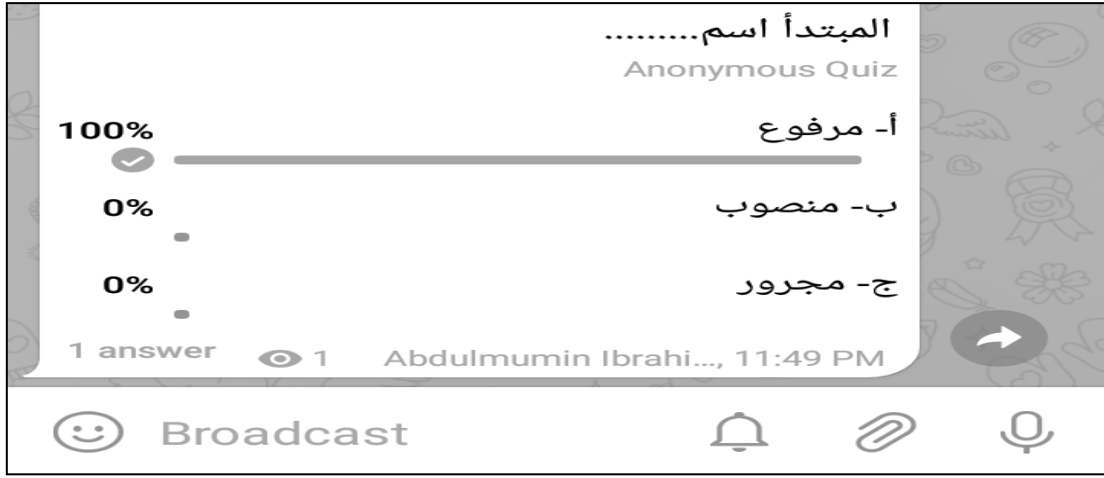 المبتدأ اسم.........
Anonymous Quiz
100% أ- مرفوع
0% ب- منصوب
0% ج- مجرور
1 answer 1 Abdulmumin Ibrahi..., 11:49 PM
Broadcast